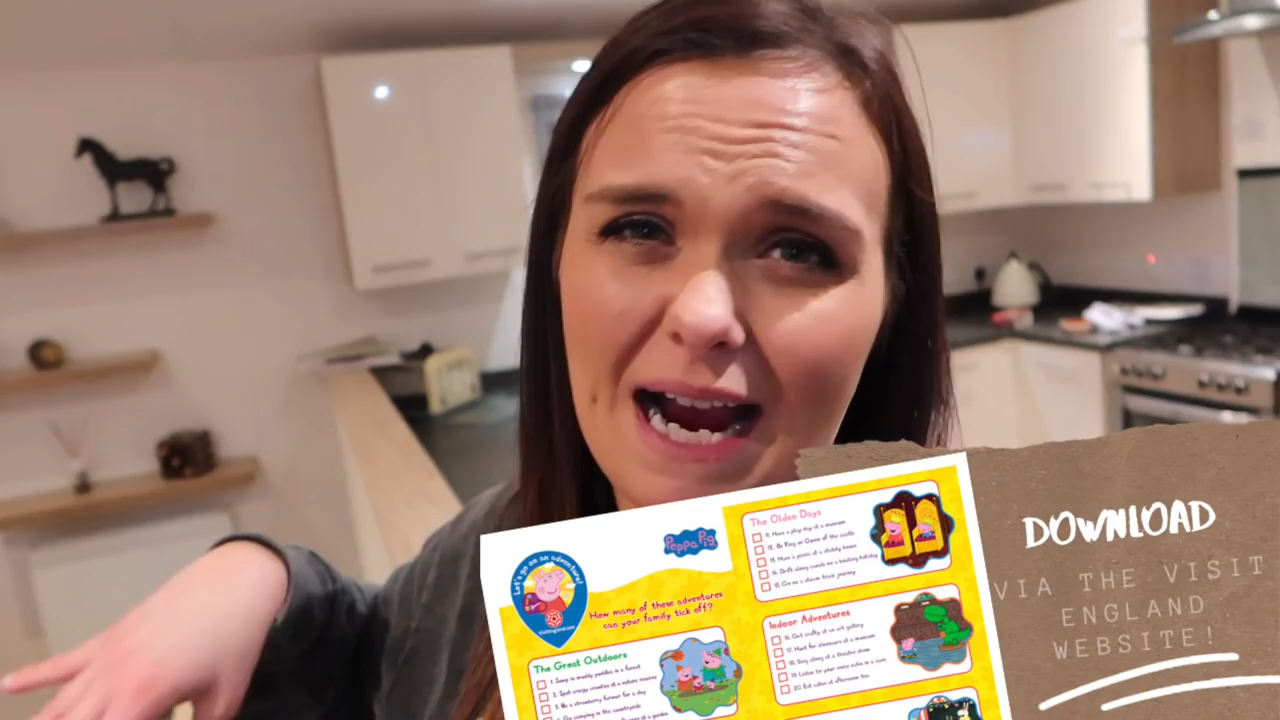 Peppa Pig
Let's go on an adventure!
visitengland.com
How many of these adventures
can your family tick off?
The Great Outdoors
1. Jump in muddy puddles in a forest
2. Spot creepy crawlies at a nature reserve
3. Be a strawberry farmer for a day
4. Go camping in the countryside
at a garden
The Olden Days
11. Have a play day at a museum
12. Be King or Queen of the castle
13. Have a picnic at a stately home
14. Drift along canals on a boating holiday
15. Go on a steam train journey
Indoor Adventures
16. Get crafty at an art gallery
17. Hunt for dinosaurs at a museum
18. Sing along at a theatre show
19. Listen to your voice echo in a cave
20. Eat cakes at afternoon tea
DOWNLOAD
VIA THE VISIT
ENGLAND
WEBSITE!